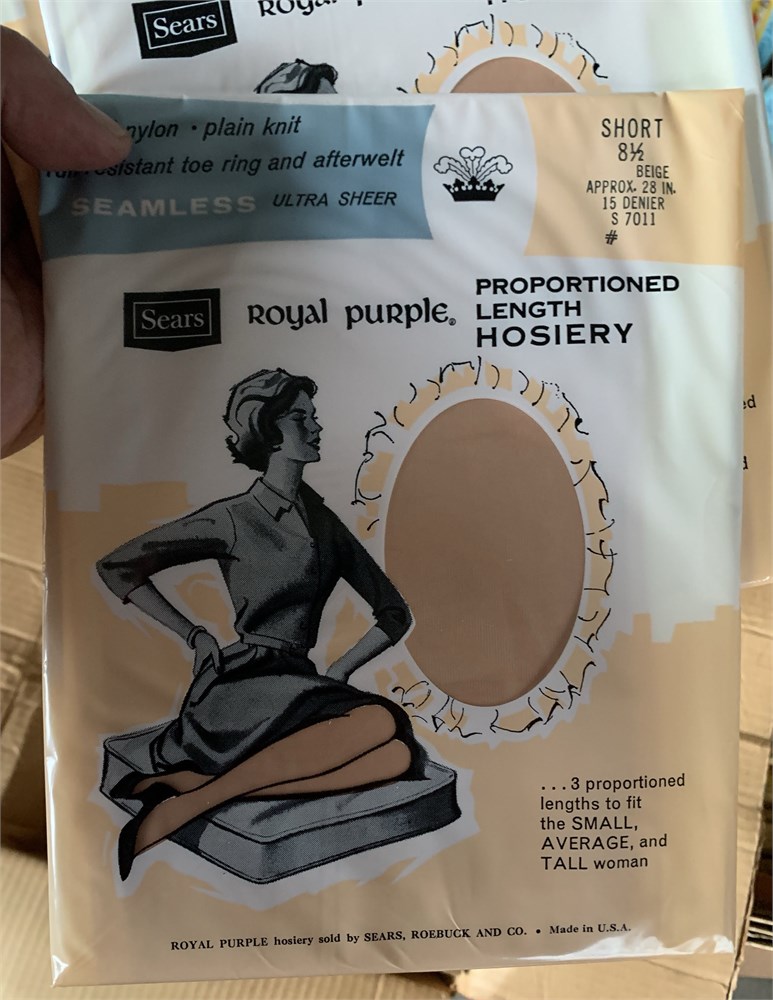 Sears
nylon · plain knit
resistant toe ring and afterwelt
SEAMLESS ULTRA SHEER
SHORT
8½
BEIGE
APPROX. 28 IN.
15 DENIER
S 7011
#
Sears
Royal purple®
PROPORTIONED
LENGTH
HOSIERY
...3 proportioned
lengths to fit
the SMALL,
AVERAGE, and
TALL woman
ROYAL PURPLE hosiery sold by SEARS, ROEBUCK AND CO. • Made in U.S.A.